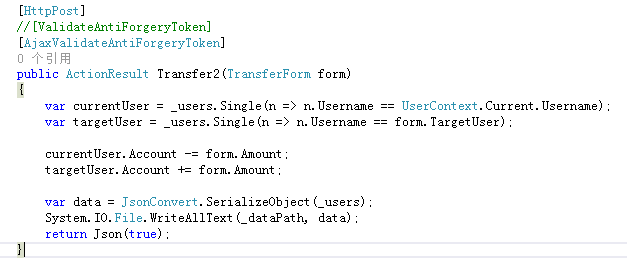 [HttpPost]
//[ValidateAntiForgeryToken]
[AjaxValidateAntiForgeryToken]
0 个引用
public ActionResult Transfer2(TransferForm form)
{
    var currentUser = _users.Single(n => n.Username == UserContext.Current.Username);
    var targetUser = _users.Single(n => n.Username == form.TargetUser);

    currentUser.Account -= form.Amount;
    targetUser.Account += form.Amount;

    var data = JsonConvert.SerializeObject(_users);
    System.IO.File.WriteAllText(_dataPath, data);
    return Json(true);
}